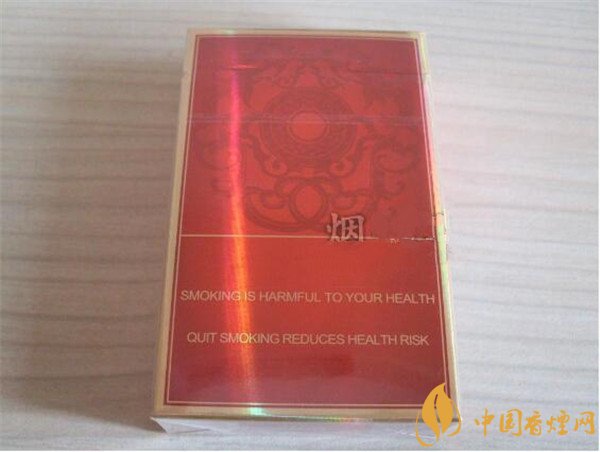 烟
SMOKING IS HARMFUL TO YOUR HEALTH
QUIT SMOKING REDUCES HEALTH RISK
中国香烟网